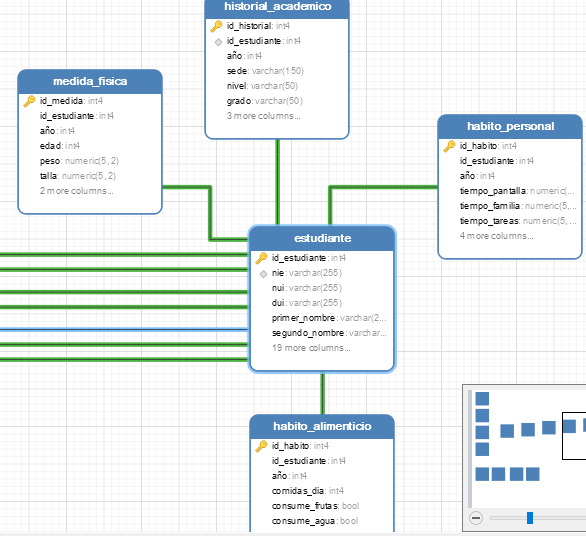 historial_academico
id_historial: int4
id_estudiante: int4
año: int4
sede: varchar(150)
nivel: varchar(50)
grado: varchar(50)
3 more columns...
medida_fisica
id_medida: int4
id_estudiante: int4
año: int4
edad: int4
peso: numeric(5, 2)
talla: numeric(5, 2)
2 more columns...
habito_personal
id_habito: int4
id_estudiante: int4
año: int4
tiempo_pantalla: numeric(...
tiempo_familia: numeric(5,...
tiempo_tareas: numeric(5, ...
4 more columns...
estudiante
id_estudiante: int4
nie: varchar(255)
nui: varchar(255)
dui: varchar(255)
primer_nombre: varchar(2...
segundo_nombre: varchar...
19 more columns...
habito_alimenticio
id_habito: int4
id_estudiante: int4
año: int4
comidas_dia: int4
consume_frutas: bool
consume_agua: bool